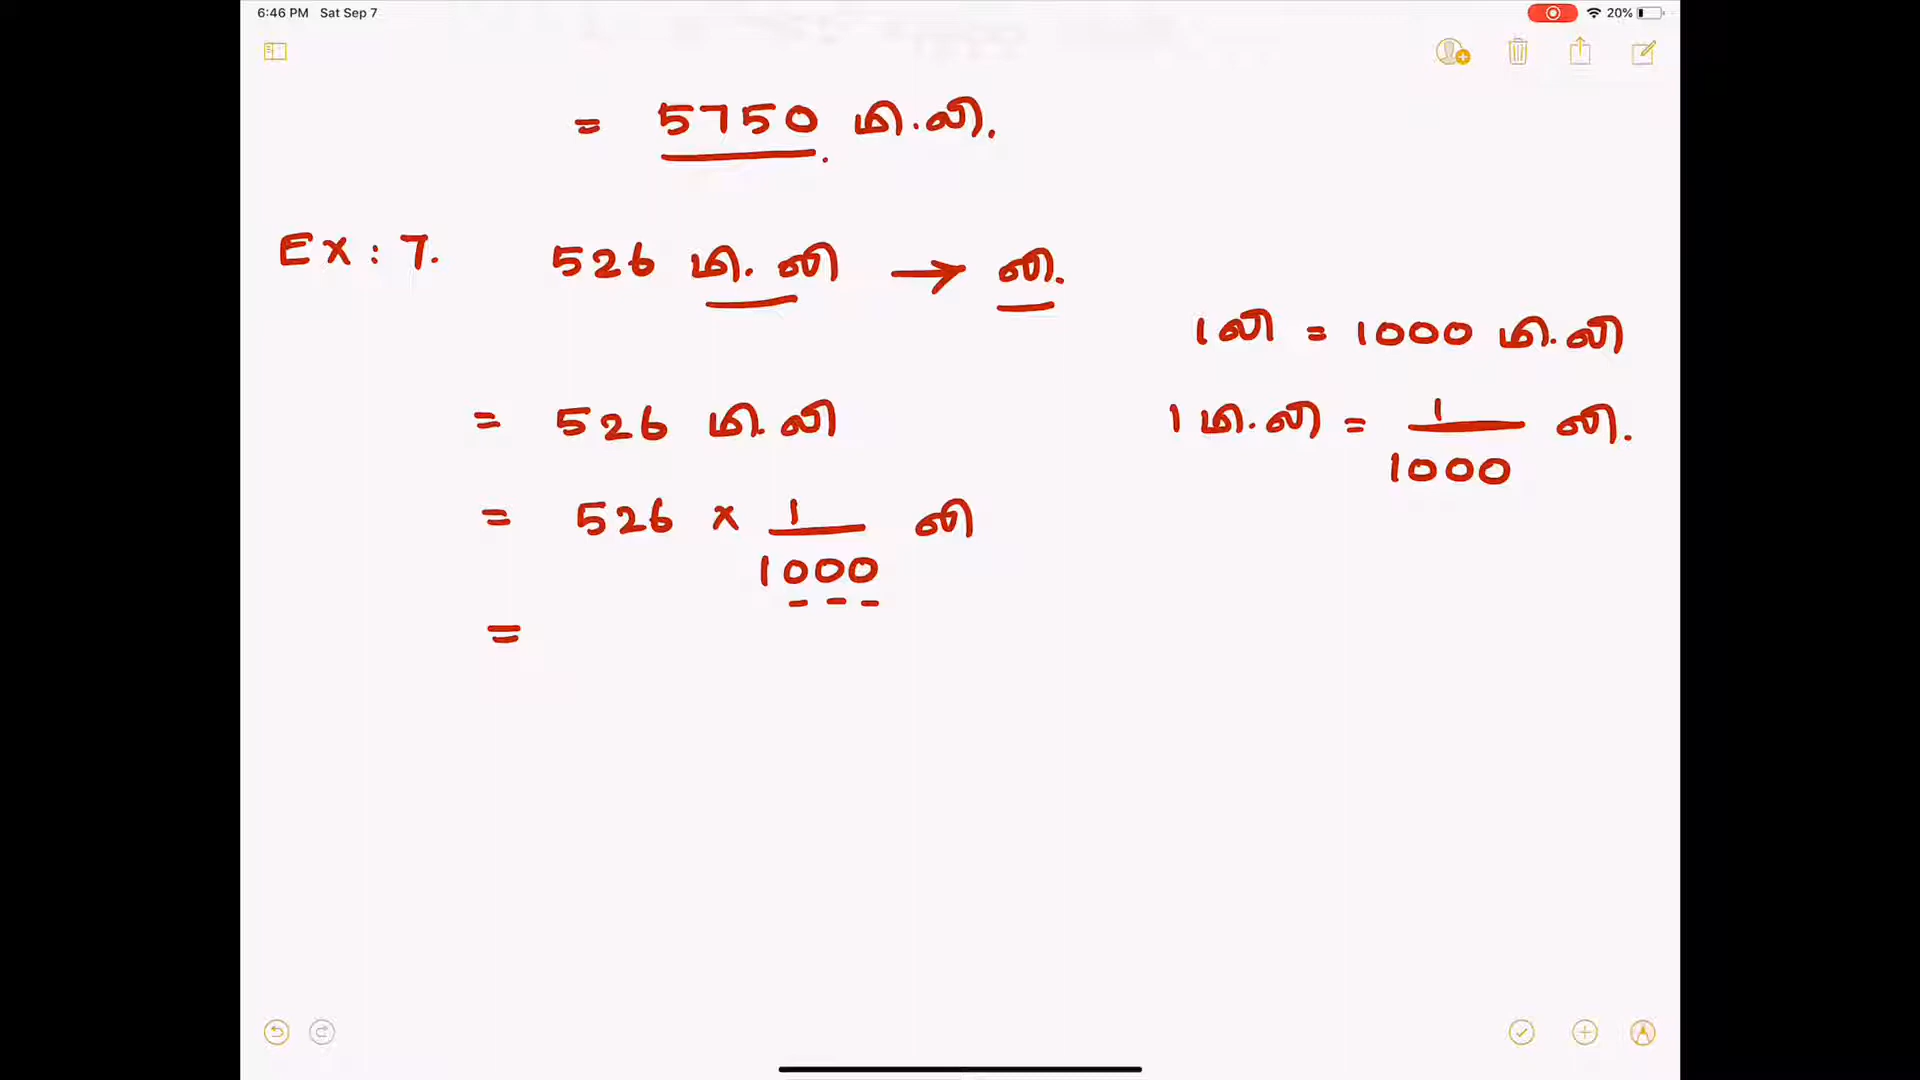 6:46 PM Sat Sep 7
20%
= 5750 மி.லி.
Ex: 7. 526 மி.லி → லி.
1லி = 1000 மி.லி
1 மி.லி = 1/1000 லி.
= 526 மி.லி
= 526 × 1/1000 லி
=